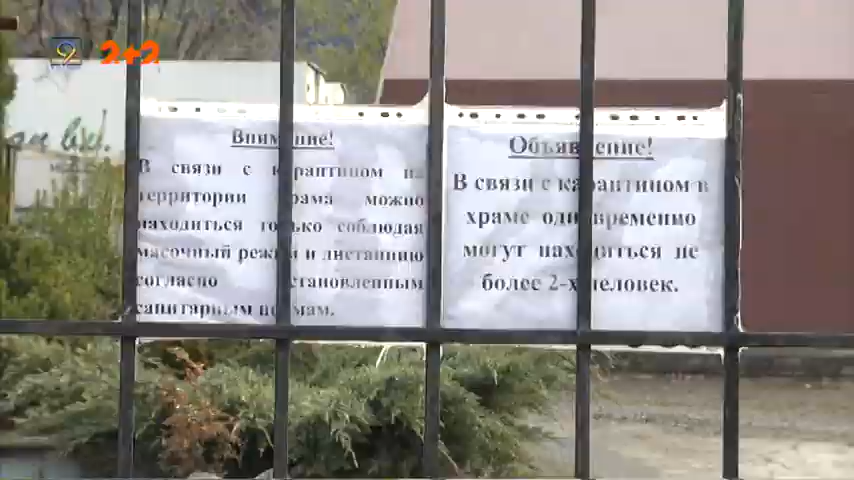 2+2
Внимание!
В связи с карантином на
территории храма можно
находиться только соблюдая
масочный режим и дистанцию
согласно установленным
санитарным нормам.
Объявление!
В связи с карантином в
храме одновременно
могут находиться не
более 2-х человек.